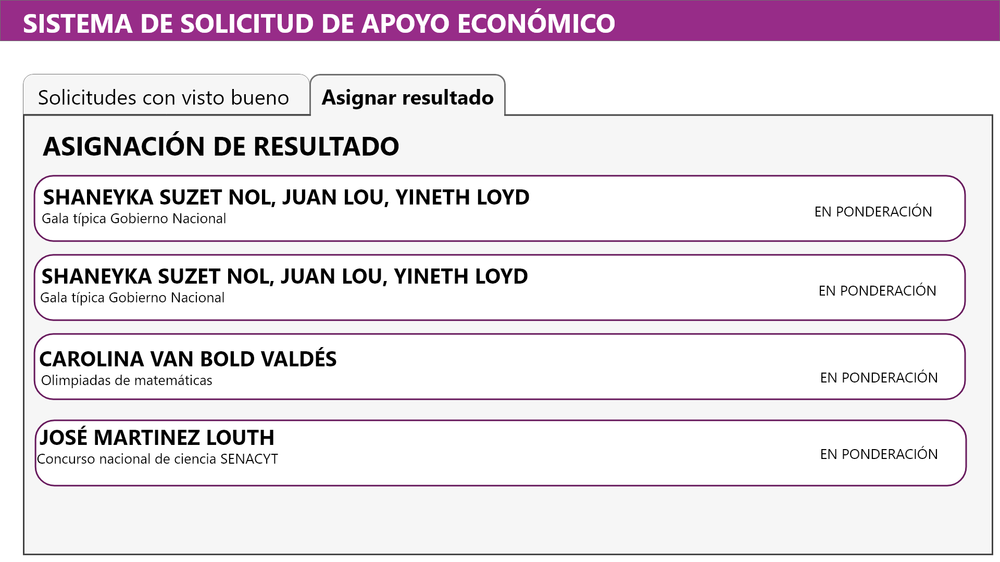 SISTEMA DE SOLICITUD DE APOYO ECONÓMICO
Solicitudes con visto bueno
Asignar resultado
ASIGNACIÓN DE RESULTADO
SHANEYKA SUZET NOL, JUAN LOU, YINETH LOYD
Gala típica Gobierno Nacional
EN PONDERACIÓN
SHANEYKA SUZET NOL, JUAN LOU, YINETH LOYD
Gala típica Gobierno Nacional
EN PONDERACIÓN
CAROLINA VAN BOLD VALDÉS
Olimpiadas de matemáticas
EN PONDERACIÓN
JOSÉ MARTINEZ LOUTH
Concurso nacional de ciencia SENACYT
EN PONDERACIÓN